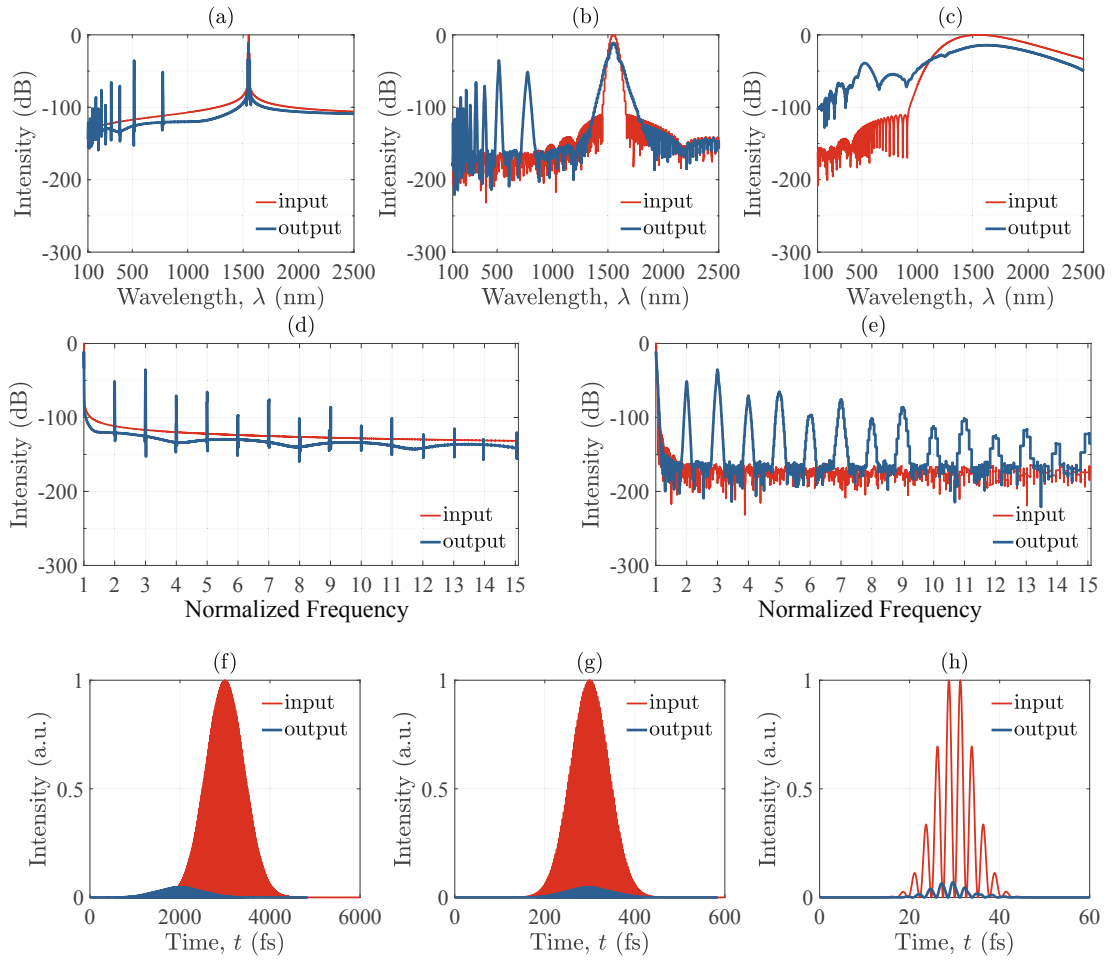 (a)
0
-100
-200
-300
Intensity (dB)
input
output
100 500 1000 1500 2000 2500
Wavelength, λ (nm)
(b)
0
-100
-200
-300
Intensity (dB)
input
output
100 500 1000 1500 2000 2500
Wavelength, λ (nm)
(c)
0
-100
-200
-300
Intensity (dB)
input
output
100 500 1000 1500 2000 2500
Wavelength, λ (nm)
(d)
0
-100
-200
-300
Intensity (dB)
input
output
1 2 3 4 5 6 7 8 9 10 11 12 13 14 15
Normalized Frequency
(e)
0
-100
-200
-300
Intensity (dB)
input
output
1 2 3 4 5 6 7 8 9 10 11 12 13 14 15
Normalized Frequency
(f)
1
0.5
0
Intensity (a.u.)
input
output
0 2000 4000 6000
Time, t (fs)
(g)
1
0.5
0
Intensity (a.u.)
input
output
0 200 400 600
Time, t (fs)
(h)
1
0.5
0
Intensity (a.u.)
input
output
0 20 40 60
Time, t (fs)